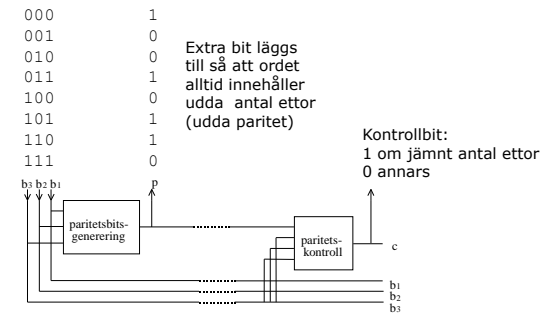 000 1
001 0
010 0
011 1
100 0
101 1
110 1
111 0
Extra bit läggs
till så att ordet
alltid innehåller
udda antal ettor
(udda paritet)
Kontrollbit:
1 om jämnt antal ettor
0 annars
b3 b2 b1 p
paritetsbits-
generering
paritets-
kontroll
c
b1
b2
b3